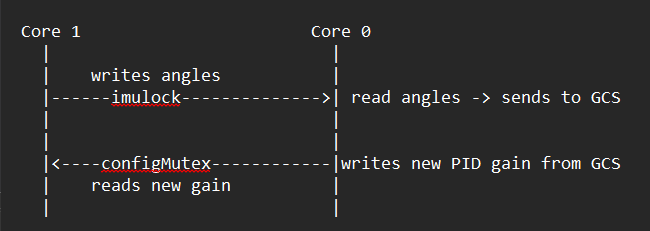 Core 1                         Core 0
  |                              |
  |    writes angles             |
  |------imulock-------------->| read angles -> sends to GCS
  |                              |
  |                              |
  |<----configMutex------------|writes new PID gain from GCS
  |    reads new gain            |
  |                              |